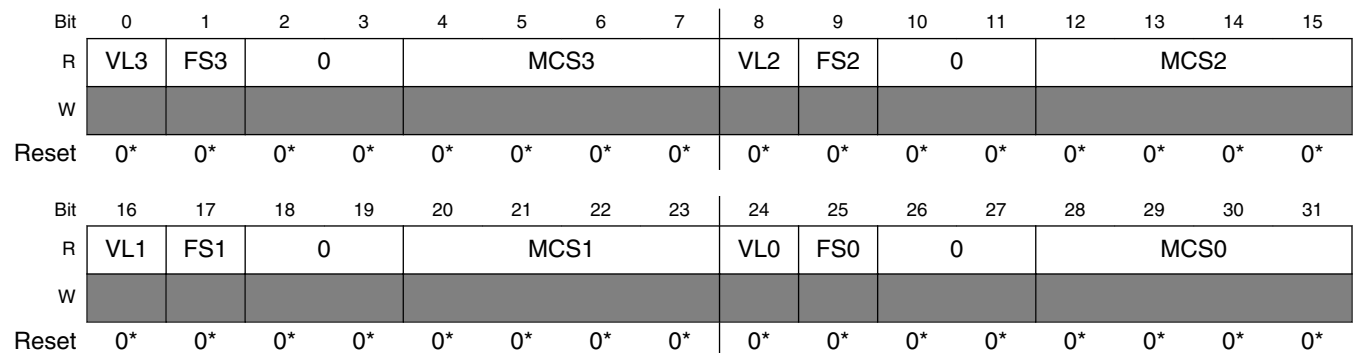 Bit 0 1 2 3 4 5 6 7 8 9 10 11 12 13 14 15
R VL3 FS3 0 MCS3 VL2 FS2 0 MCS2
W
Reset 0* 0* 0* 0* 0* 0* 0* 0* 0* 0* 0* 0* 0* 0* 0* 0*
Bit 16 17 18 19 20 21 22 23 24 25 26 27 28 29 30 31
R VL1 FS1 0 MCS1 VL0 FS0 0 MCS0
W
Reset 0* 0* 0* 0* 0* 0* 0* 0* 0* 0* 0* 0* 0* 0* 0* 0*